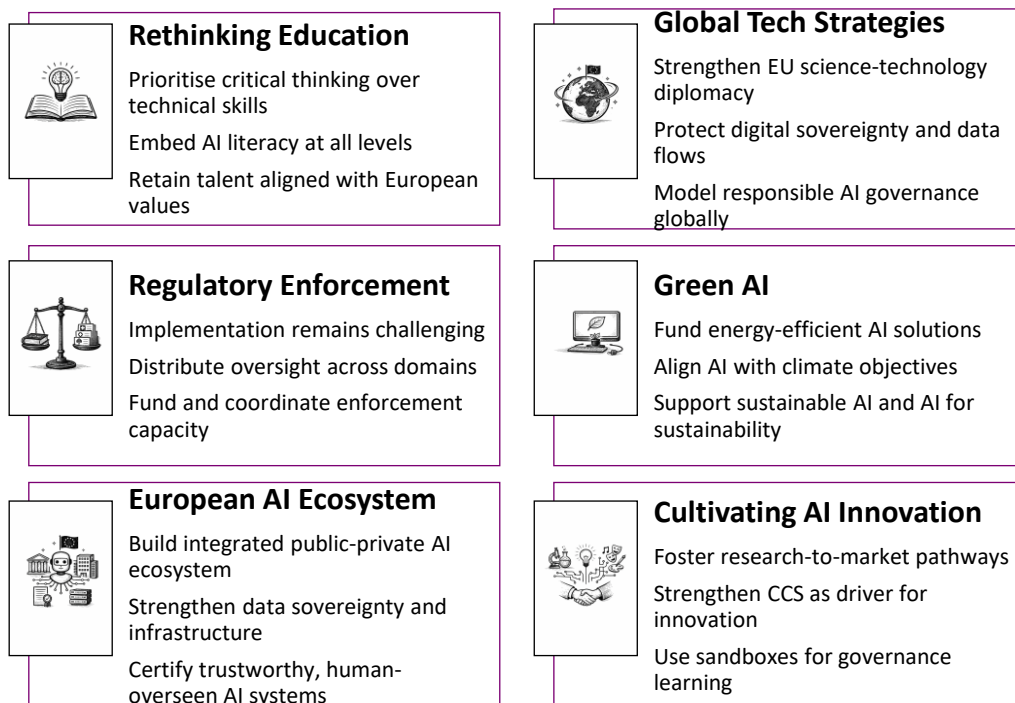 Rethinking Education
Prioritise critical thinking over
technical skills
Embed AI literacy at all levels
Retain talent aligned with European
values
Global Tech Strategies
Strengthen EU science-technology
diplomacy
Protect digital sovereignty and data
flows
Model responsible AI governance
globally
Regulatory Enforcement
Implementation remains challenging
Distribute oversight across domains
Fund and coordinate enforcement
capacity
Green AI
Fund energy-efficient AI solutions
Align AI with climate objectives
Support sustainable AI and AI for
sustainability
European AI Ecosystem
Build integrated public-private AI
ecosystem
Strengthen data sovereignty and
infrastructure
Certify trustworthy, human-
overseen AI systems
Cultivating AI Innovation
Foster research-to-market pathways
Strengthen CCS as driver for
innovation
Use sandboxes for governance
learning